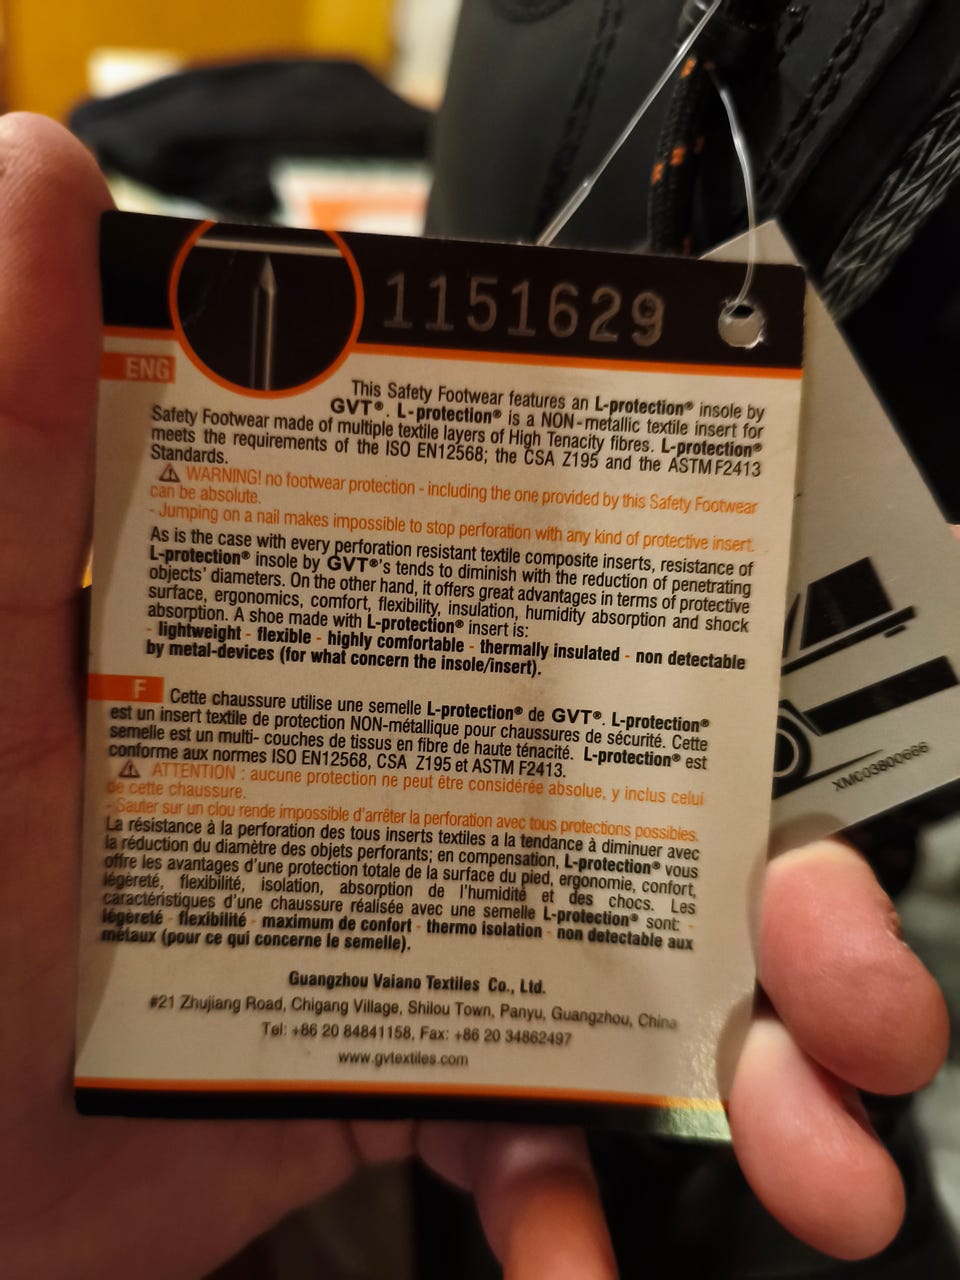 1151629
ENG
This Safety Footwear features an L-protection® insole by
GVT®. L-protection® is a NON-metallic textile insert for
Safety Footwear made of multiple textile layers of High Tenacity fibres. L-protection®
meets the requirements of the ISO EN12568; the CSA Z195 and the ASTM F2413
Standards.
⚠ WARNING! no footwear protection - including the one provided by this Safety Footwear
can be absolute.
- Jumping on a nail makes impossible to stop perforation with any kind of protective insert.
As is the case with every perforation resistant textile composite inserts, resistance of
L-protection® insole by GVT®'s tends to diminish with the reduction of penetrating
objects' diameters. On the other hand, it offers great advantages in terms of protective
surface, ergonomics, comfort, flexibility, insulation, humidity absorption and shock
absorption. A shoe made with L-protection® insert is:
- lightweight - flexible - highly comfortable - thermally insulated - non detectable
by metal-devices (for what concern the insole/insert).
F
Cette chaussure utilise une semelle L-protection® de GVT®. L-protection®
est un insert textile de protection NON-métallique pour chaussures de sécurité. Cette
semelle est un multi- couches de tissus en fibre de haute ténacité. L-protection® est
conforme aux normes ISO EN12568, CSA Z195 et ASTM F2413.
⚠ ATTENTION : aucune protection ne peut être considérée absolue, y inclus celui
de cette chaussure.
- Sauter sur un clou rende impossible d'arrêter la perforation avec tous protections possibles.
La résistance à la perforation des tous inserts textiles a la tendance à diminuer avec
la réduction du diamètre des objets perforants; en compensation, L-protection® vous
offre les avantages d'une protection totale de la surface du pied, ergonomie, confort,
légèreté, flexibilité, isolation, absorption de l'humidité et des chocs. Les
caractéristiques d'une chaussure réalisée avec une semelle L-protection® sont: -
légèreté - flexibilité - maximum de confort - thermo isolation - non detectable aux
métaux (pour ce qui concerne le semelle).
Guangzhou Vaiano Textiles Co., Ltd.
#21 Zhujiang Road, Chigang Village, Shilou Town, Panyu, Guangzhou, China
Tel: +86 20 84841158, Fax: +86 20 34862497
www.gvtextiles.com
XMC03800666